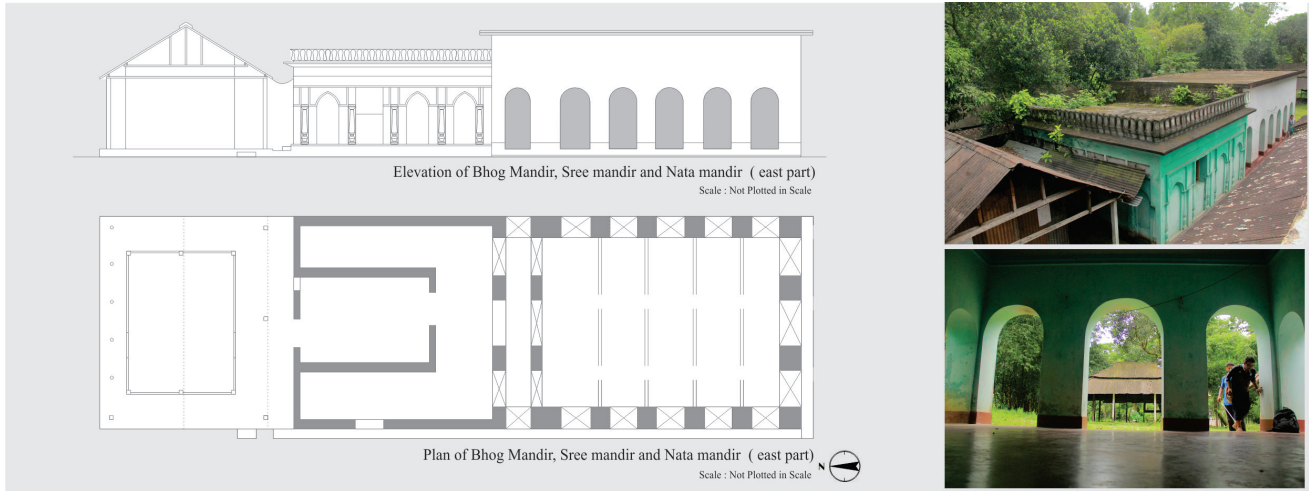 Elevation of Bhog Mandir, Sree mandir and Nata mandir ( east part)
Scale : Not Plotted in Scale
Plan of Bhog Mandir, Sree mandir and Nata mandir ( east part)
Scale : Not Plotted in Scale
N